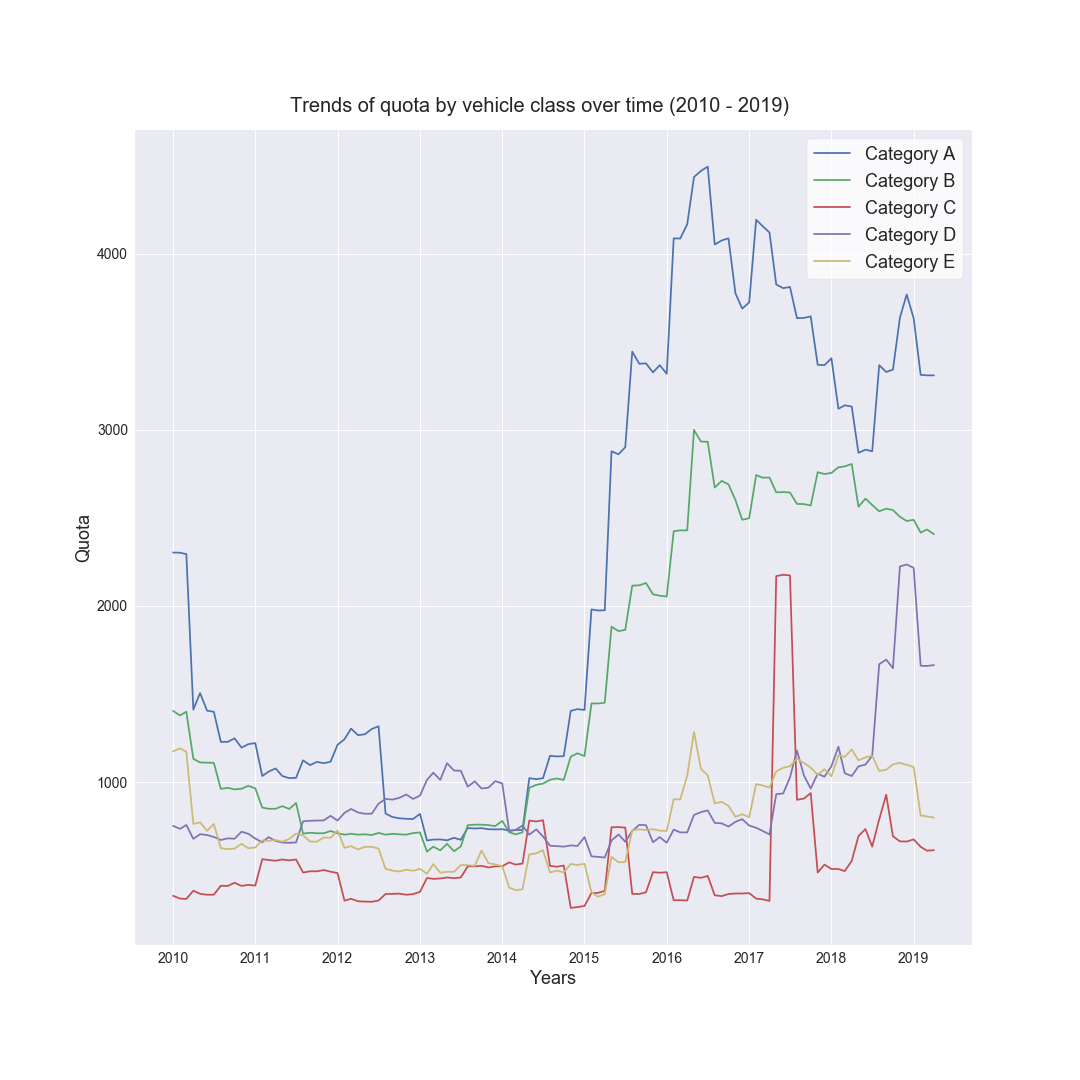 Trends of quota by vehicle class over time (2010 - 2019)
Category A
Category B
Category C
Category D
Category E
4000
3000
2000
1000
Quota
2010 2011 2012 2013 2014 2015 2016 2017 2018 2019
Years